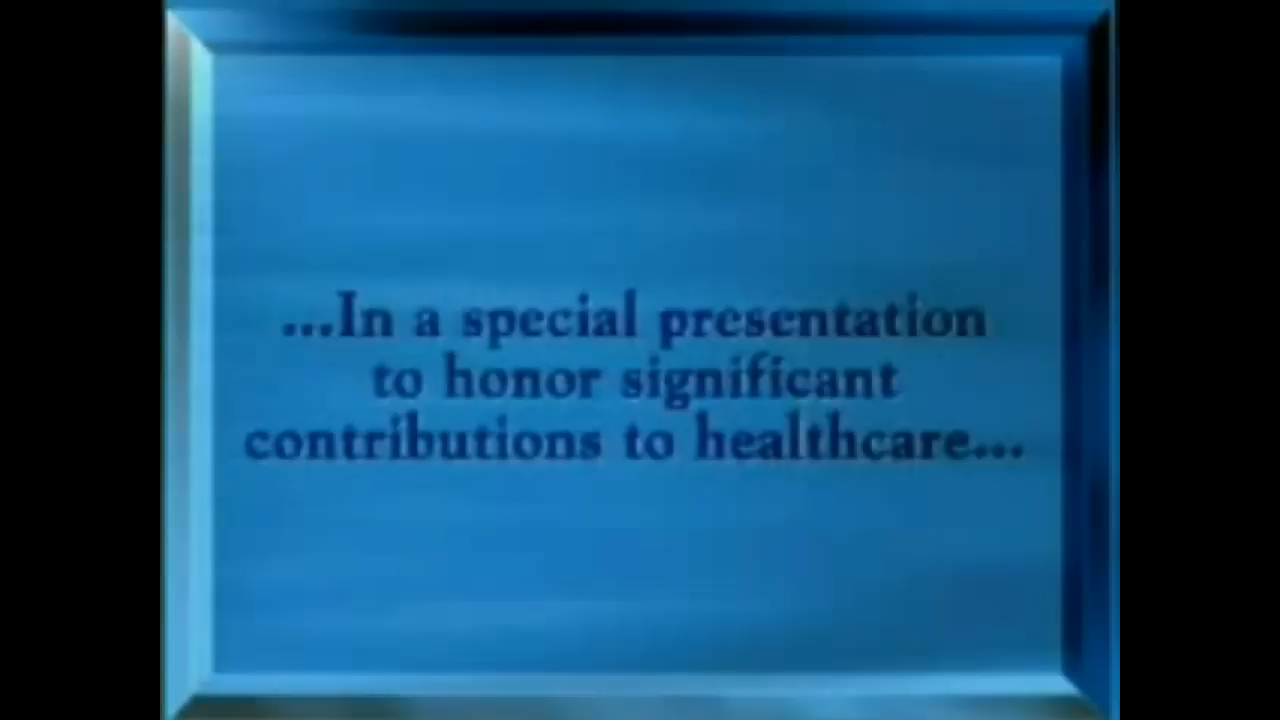 ...In a special presentation
to honor significant
contributions to healthcare...